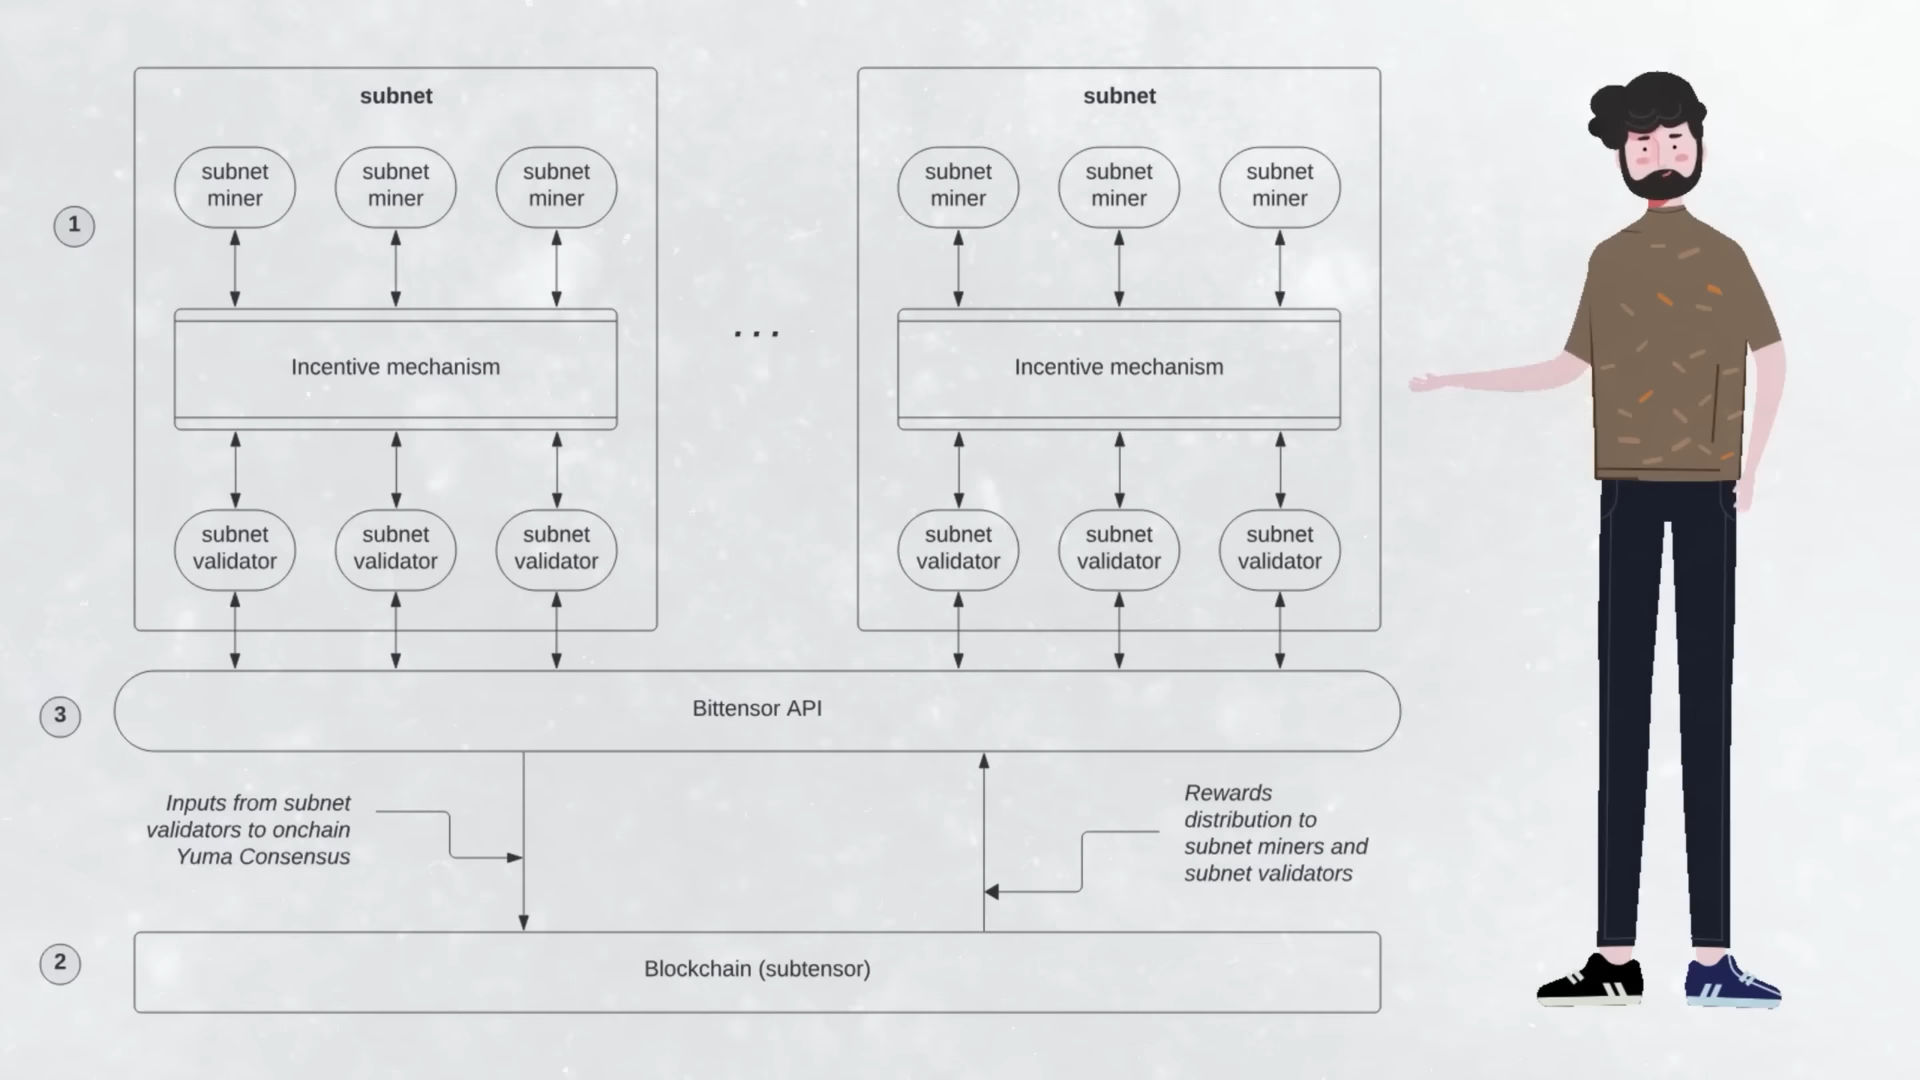 subnet
subnet
subnet
miner
subnet
miner
subnet
miner
subnet
miner
subnet
miner
subnet
miner
1
...
Incentive mechanism
Incentive mechanism
subnet
validator
subnet
validator
subnet
validator
subnet
validator
subnet
validator
subnet
validator
3
Bittensor API
Inputs from subnet
validators to onchain
Yuma Consensus
Rewards
distribution to
subnet miners and
subnet validators
2
Blockchain (subtensor)